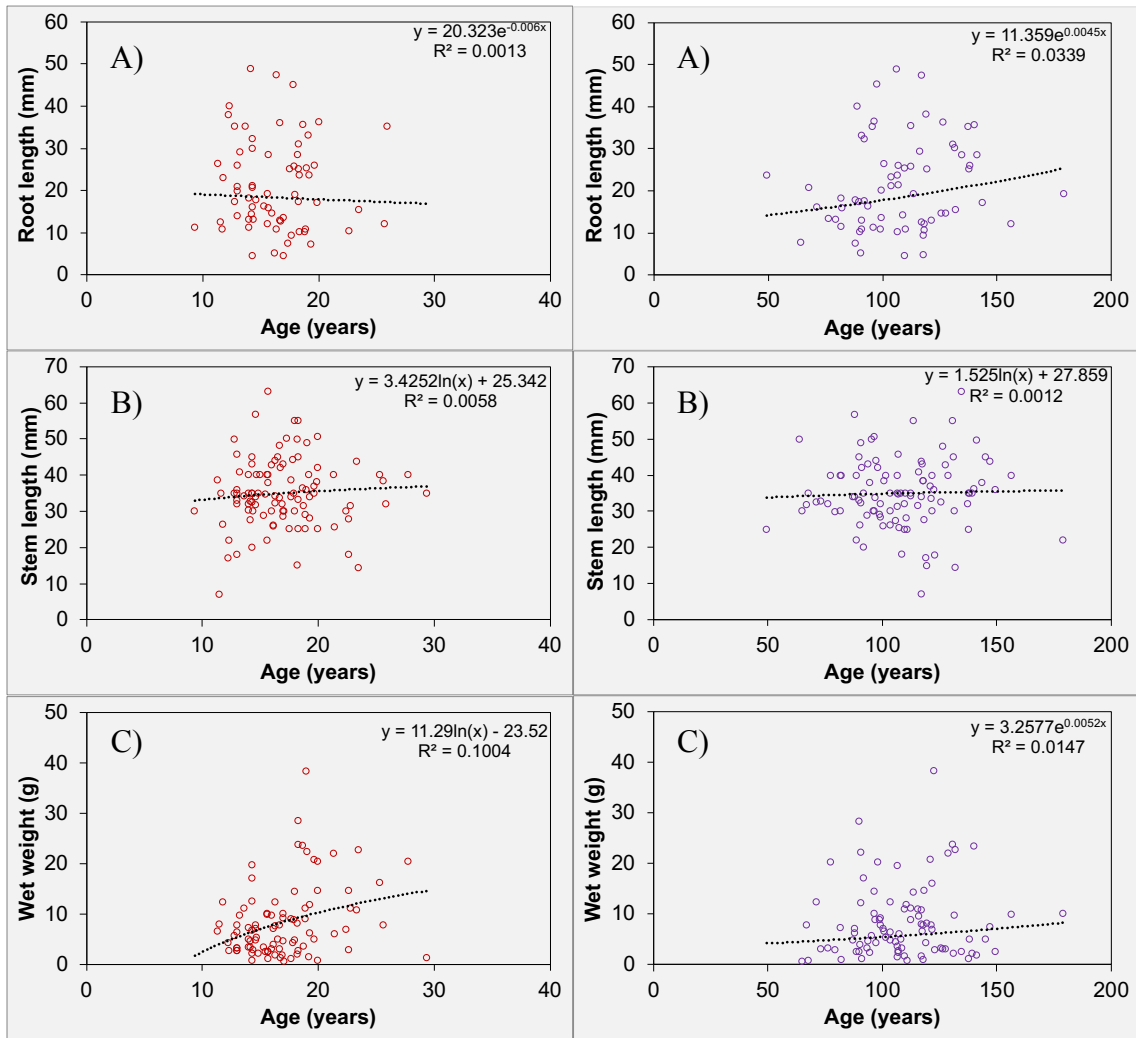 A)
y = 20.323e^-0.006x
R² = 0.0013
Root length (mm)
60
50
40
30
20
10
0
0 10 20 30 40
Age (years)
A)
y = 11.359e^0.0045x
R² = 0.0339
Root length (mm)
60
50
40
30
20
10
0
0 50 100 150 200
Age (years)
B)
y = 3.4252ln(x) + 25.342
R² = 0.0058
Stem length (mm)
70
60
50
40
30
20
10
0
0 10 20 30 40
Age (years)
B)
y = 1.525ln(x) + 27.859
R² = 0.0012
Stem length (mm)
70
60
50
40
30
20
10
0
0 50 100 150 200
Age (years)
C)
y = 11.29ln(x) - 23.52
R² = 0.1004
Wet weight (g)
50
40
30
20
10
0
0 10 20 30 40
Age (years)
C)
y = 3.2577e^0.0052x
R² = 0.0147
Wet weight (g)
50
40
30
20
10
0
0 50 100 150 200
Age (years)